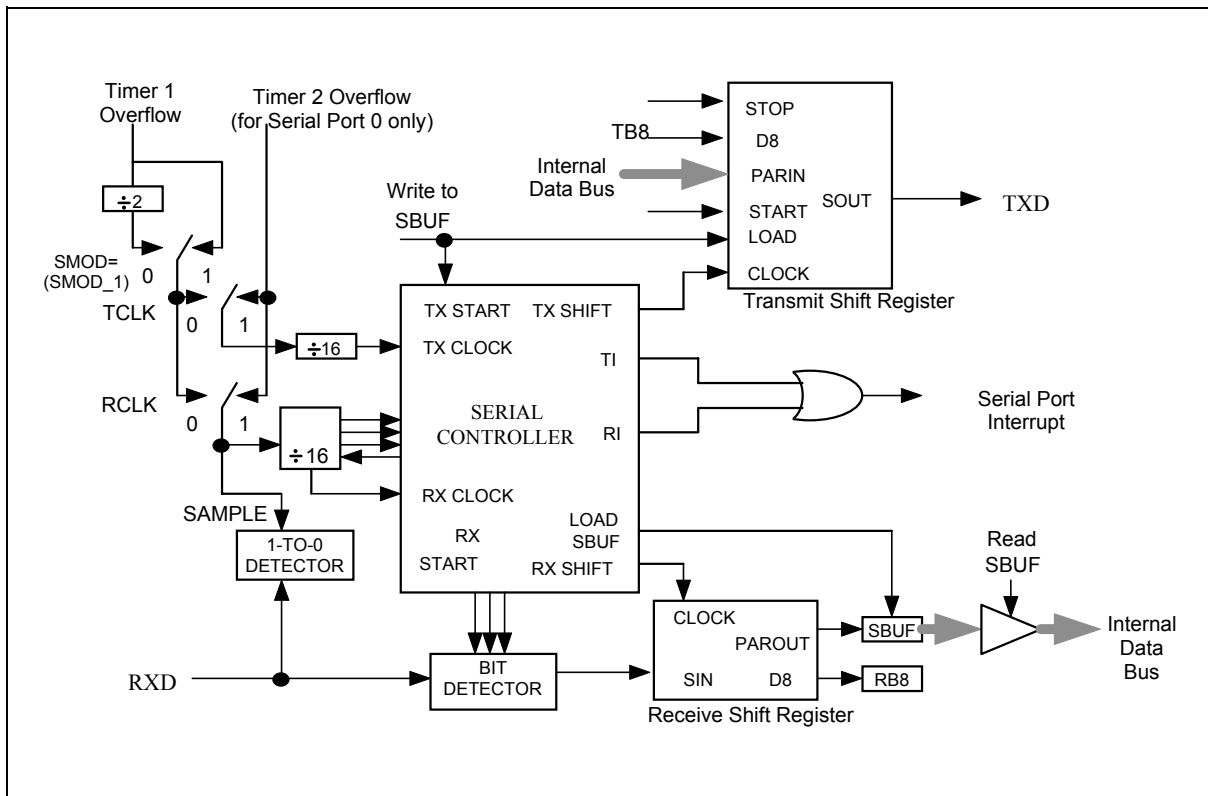 Timer 1
Overflow
Timer 2 Overflow
(for Serial Port 0 only)
÷2
SMOD=
(SMOD_1)
0
1
TCLK
0
1
÷16
RCLK
0
1
÷16
SAMPLE
1-TO-0
DETECTOR
RXD
Write to
SBUF
TB8
Internal
Data Bus
STOP
D8
PARIN
START
LOAD
CLOCK
SOUT
TXD
Transmit Shift Register
TX START
TX SHIFT
TX CLOCK
TI
SERIAL
CONTROLLER
RI
RX CLOCK
RX
START
LOAD
SBUF
RX SHIFT
Serial Port
Interrupt
BIT
DETECTOR
CLOCK
PAROUT
SIN
D8
Receive Shift Register
SBUF
RB8
Read
SBUF
Internal
Data
Bus